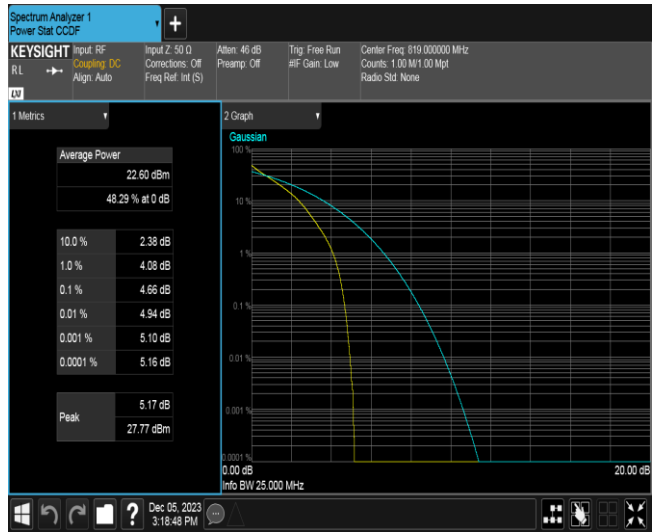 Spectrum Analyzer 1
Power Stat CCDF
+
KEYSIGHT
RL
LXI
Input: RF
Coupling: DC
Align: Auto
Input Z: 50 Ω
Corrections: Off
Freq Ref: Int (S)
Atten: 46 dB
Preamp: Off
Trig: Free Run
#IF Gain: Low
Center Freq: 819.000000 MHz
Counts: 1.00 M/1.00 Mpt
Radio Std: None
1 Metrics
Average Power
22.60 dBm
48.29 % at 0 dB
10.0 % 2.38 dB
1.0 % 4.08 dB
0.1 % 4.66 dB
0.01 % 4.94 dB
0.001 % 5.10 dB
0.0001 % 5.16 dB
Peak
5.17 dB
27.77 dBm
2 Graph
Gaussian
100 %
10 %
1 %
0.1 %
0.01 %
0.001 %
0.0001 %
0.00 dB 20.00 dB
Info BW 25.000 MHz
?
Dec 05, 2023
3:18:48 PM